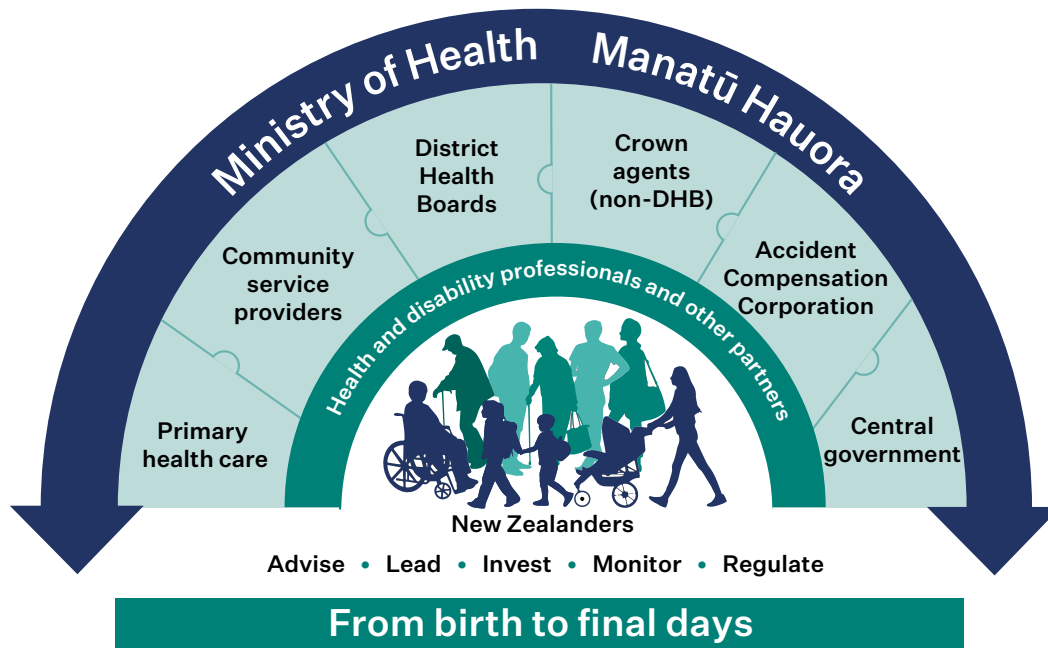 Ministry of Health Manatū Hauora
Primary
health care
Community
service
providers
District
Health
Boards
Crown
agents
(non-DHB)
Accident
Compensation
Corporation
Central
government
Health and disability professionals and other partners
New Zealanders
Advise • Lead • Invest • Monitor • Regulate
From birth to final days